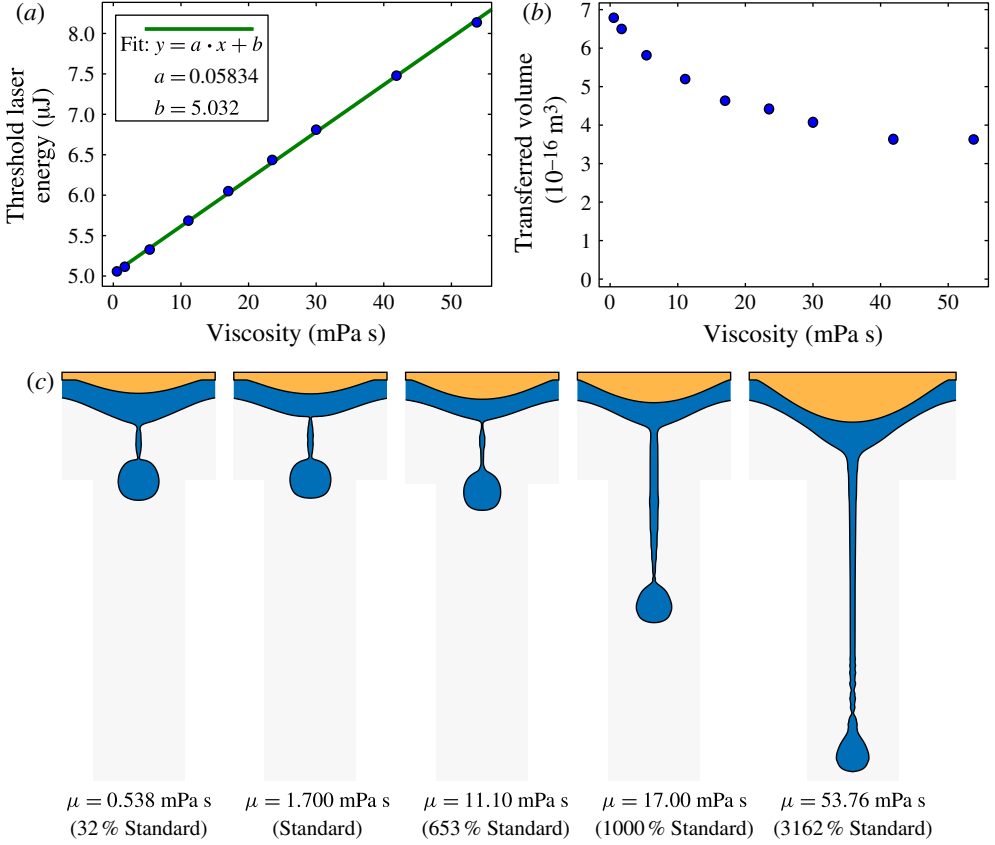 (a)
Threshold laser
energy (μJ)
8.0
7.5
7.0
6.5
6.0
5.5
5.0
Fit: y = a • x + b
a = 0.05834
b = 5.032
0 10 20 30 40 50
Viscosity (mPa s)
(b)
Transferred volume
(10⁻¹⁶ m³)
7
6
5
4
3
2
1
0
0 10 20 30 40 50
Viscosity (mPa s)
(c)
μ = 0.538 mPa s
(32 % Standard)
μ = 1.700 mPa s
(Standard)
μ = 11.10 mPa s
(653 % Standard)
μ = 17.00 mPa s
(1000 % Standard)
μ = 53.76 mPa s
(3162 % Standard)